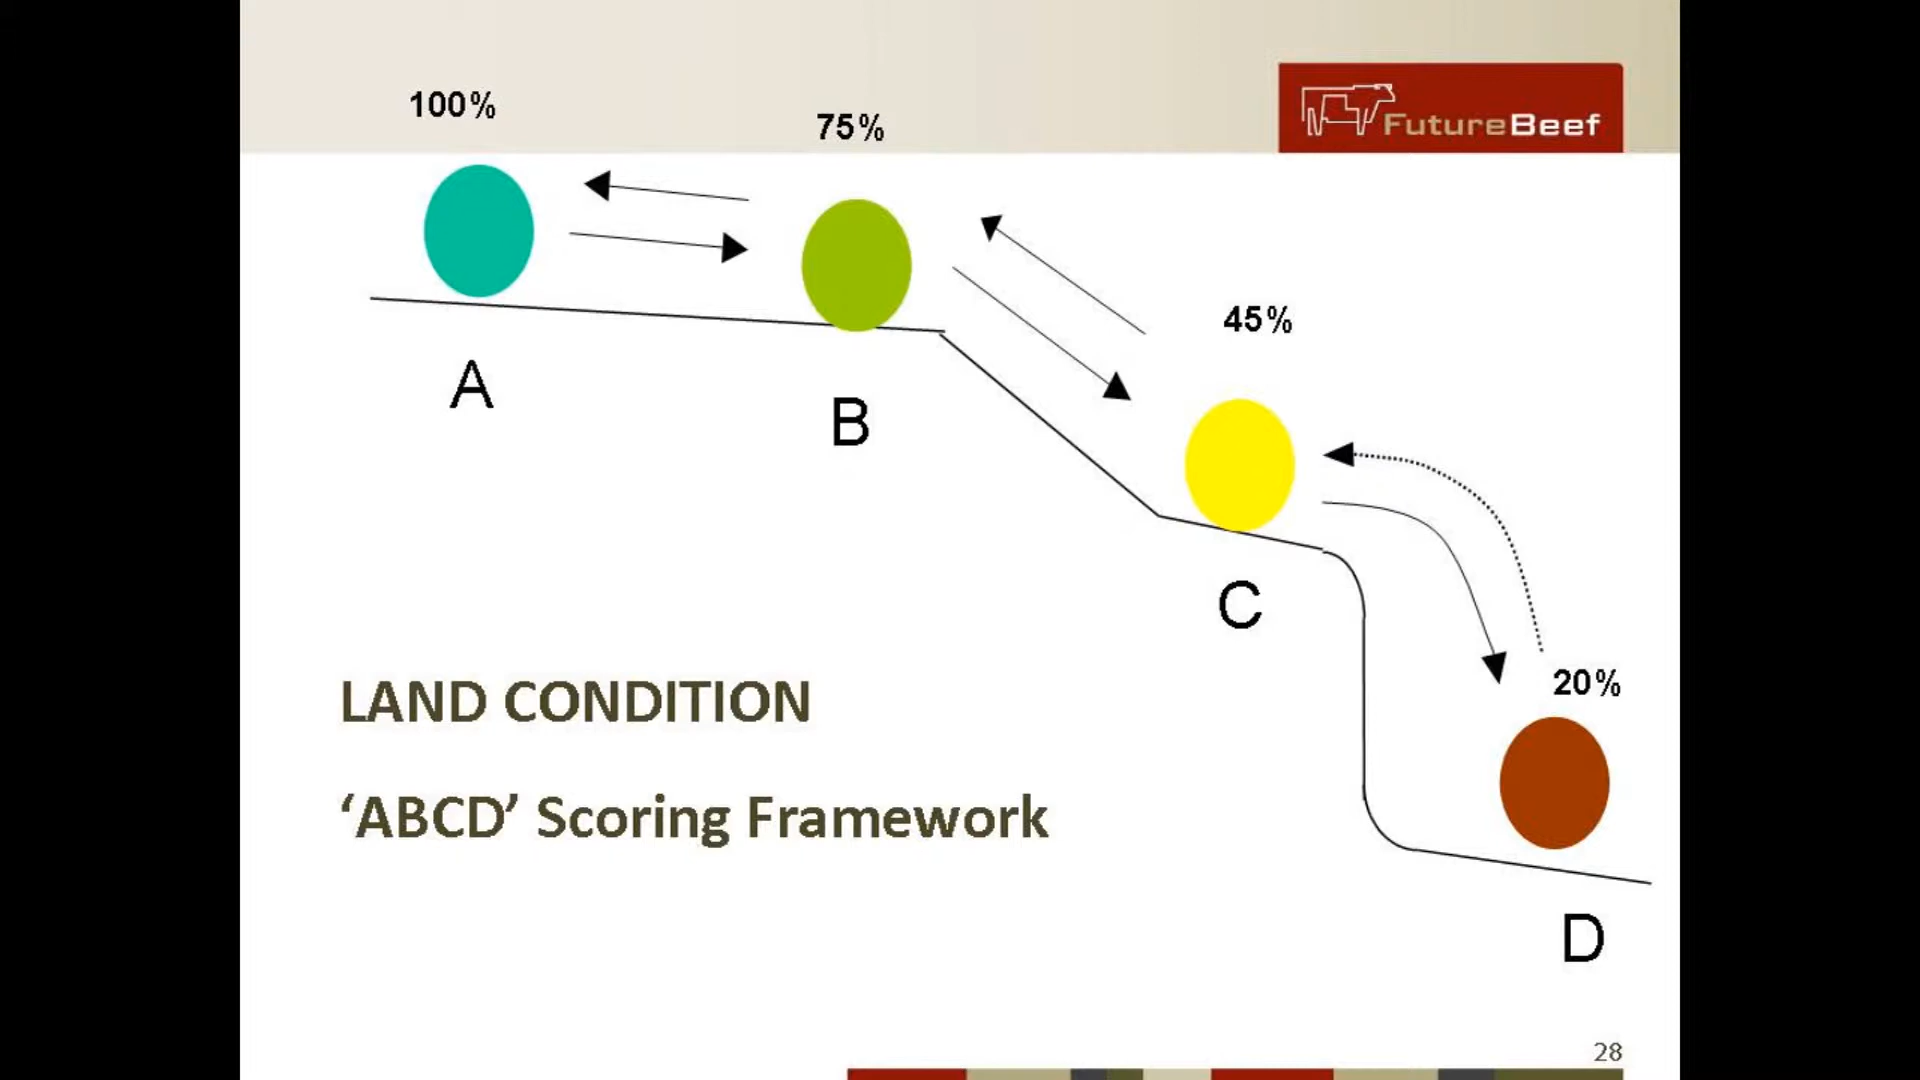 100%
75%
FutureBeef
45%
A
B
C
LAND CONDITION
20%
‘ABCD’ Scoring Framework
D
28